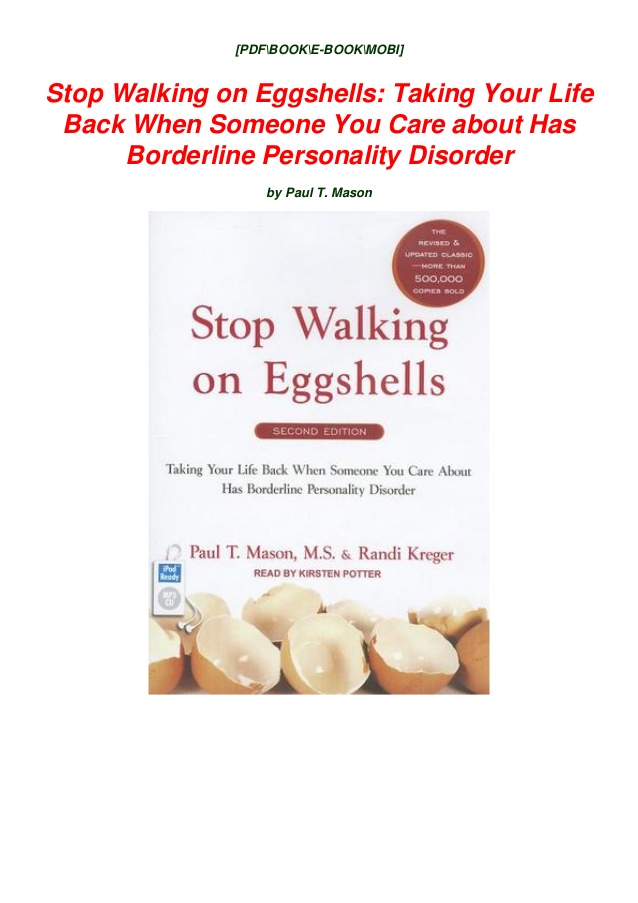 [PDF\BOOK\E-BOOK\MOBI]
Stop Walking on Eggshells: Taking Your Life
Back When Someone You Care about Has
Borderline Personality Disorder
by Paul T. Mason
THE
REVISED &
UPDATED CLASSIC
—MORE THAN
500,000
COPIES SOLD
Stop Walking
on Eggshells
SECOND EDITION
Taking Your Life Back When Someone You Care About
Has Borderline Personality Disorder
Paul T. Mason, M.S. & Randi Kreger
READ BY KIRSTEN POTTER
iPod
Ready
MP3
CD